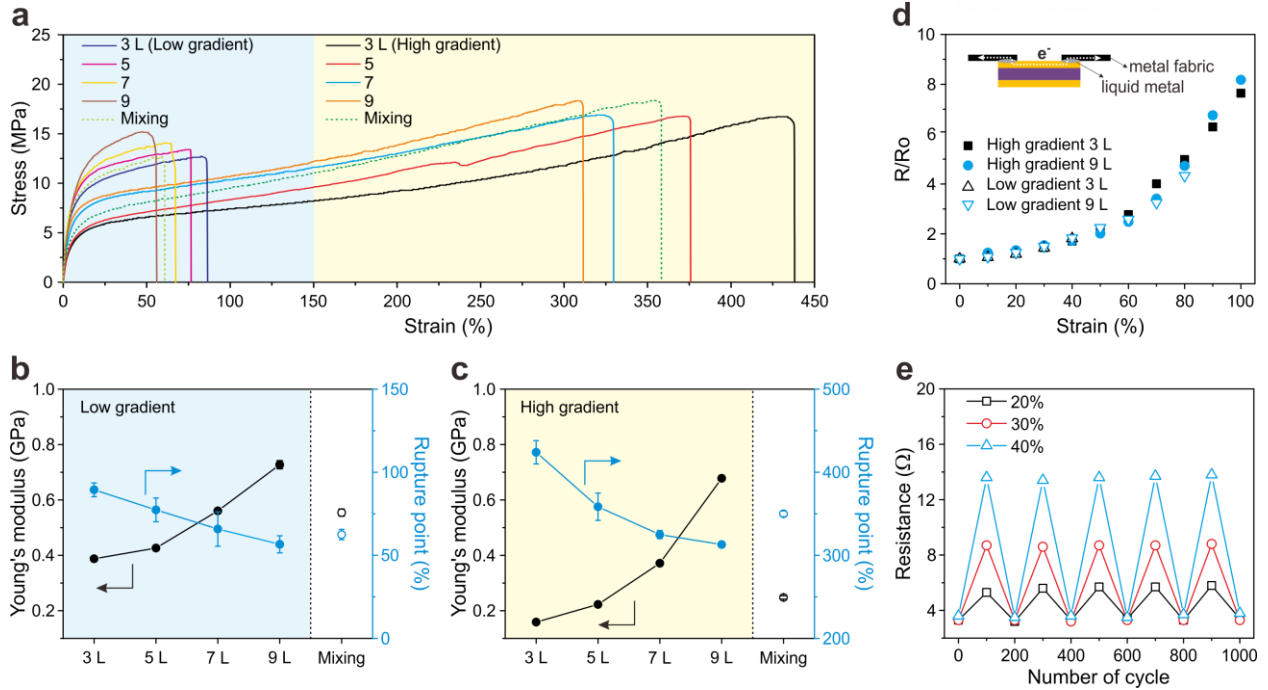 a
25
20
15
10
5
0
Stress (MPa)
3 L (Low gradient)
5
7
9
Mixing
3 L (High gradient)
5
7
9
Mixing
0 50 100 150 200 250 300 350 400 450
Strain (%)
d
10
8
6
4
2
0
R/Ro
e-
metal fabric
liquid metal
High gradient 3 L
High gradient 9 L
Low gradient 3 L
Low gradient 9 L
0 20 40 60 80 100
Strain (%)
b
1.0
0.8
0.6
0.4
0.2
Young's modulus (GPa)
Low gradient
150
100
50
0
Rupture point (%)
3 L 5 L 7 L 9 L Mixing
c
1.0
0.8
0.6
0.4
0.2
Young's modulus (GPa)
High gradient
500
400
300
200
Rupture point (%)
3 L 5 L 7 L 9 L Mixing
e
20
16
12
8
4
Resistance (Ω)
20%
30%
40%
0 200 400 600 800 1000
Number of cycle